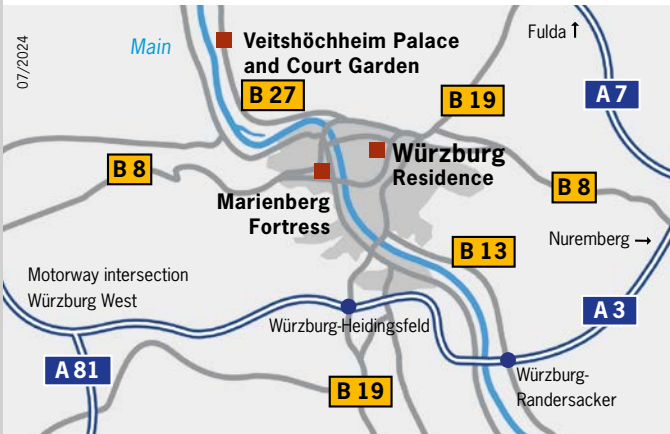 07/2024
Main
Veitshöchheim Palace
and Court Garden
Fulda ↑
B 27
B 19
A 7
B 8
Würzburg
Residence
Marienberg
Fortress
B 8
B 13
Nuremberg →
Motorway intersection
Würzburg West
Würzburg-Heidingsfeld
A 3
A 81
B 19
Würzburg-
Randersacker